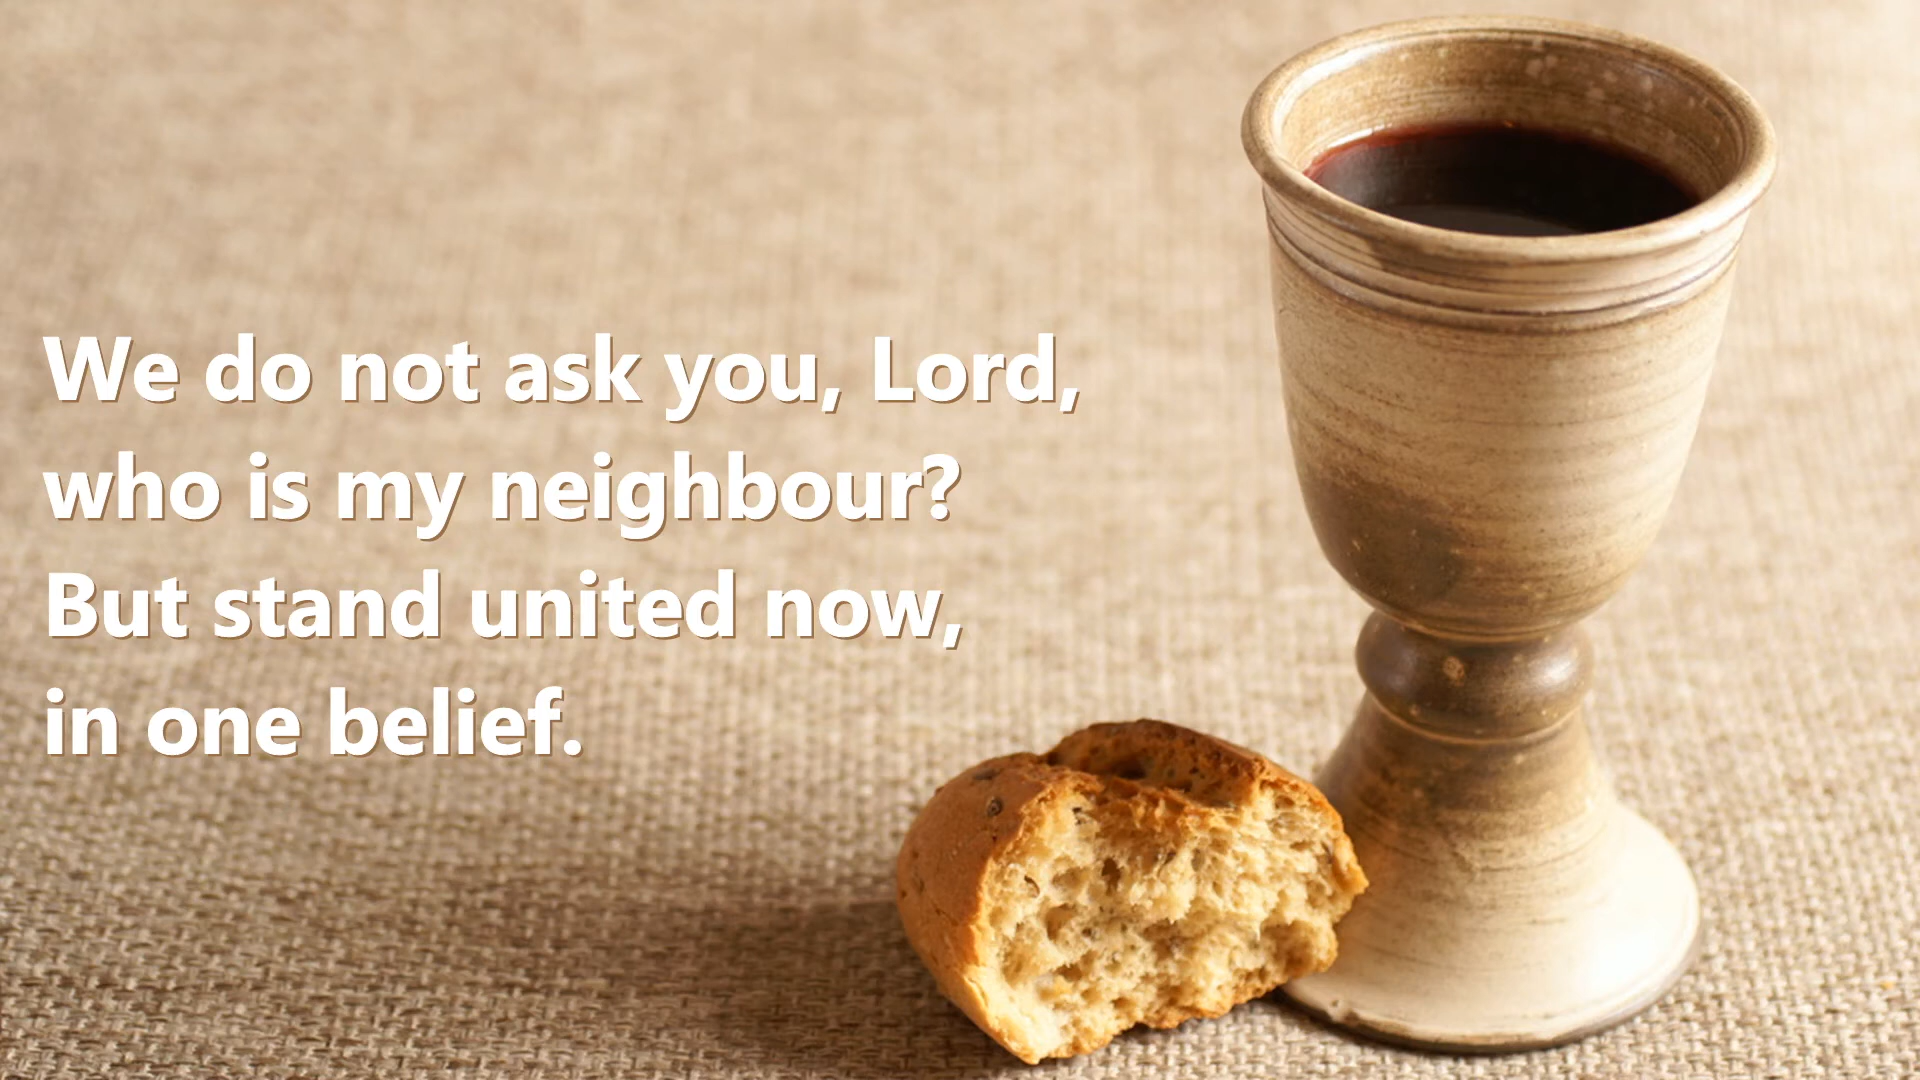 We do not ask you, Lord,
who is my neighbour?
But stand united now,
in one belief.